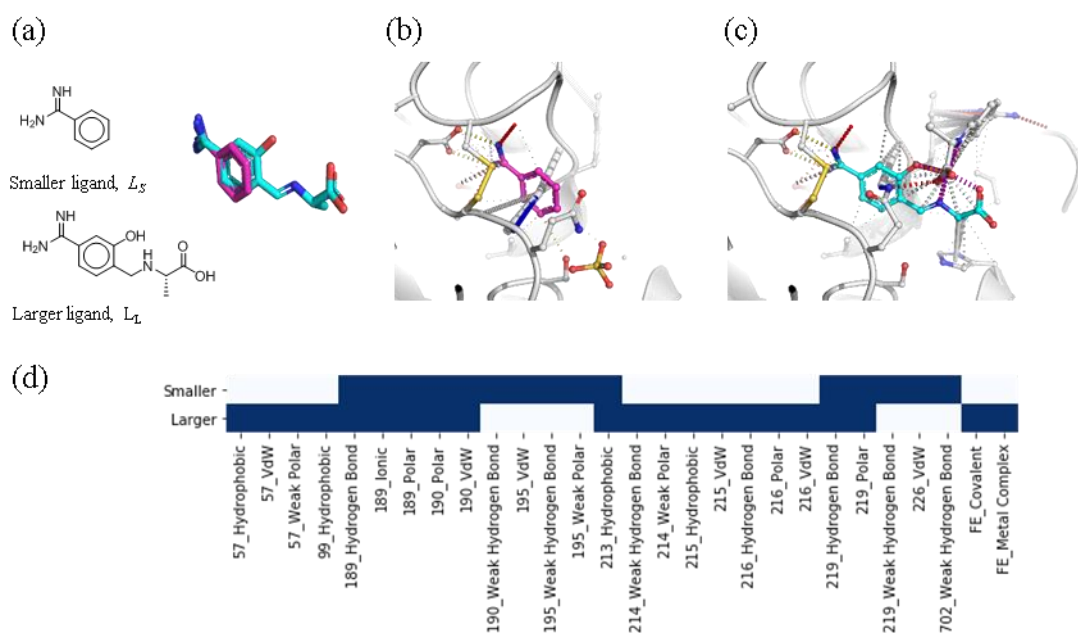 (a)
(b)
(c)
NH
H₂N
Smaller ligand, L_S
NH
H₂N
OH
N
H
O
OH
Larger ligand, L_L
(d)
Smaller
Larger
57_Hydrophobic
57_VdW
57_Weak Polar
99_Hydrophobic
189_Hydrogen Bond
189_Ionic
189_Polar
190_Polar
190_VdW
190_Weak Hydrogen Bond
195_VdW
195_Weak Hydrogen Bond
195_Weak Polar
213_Hydrophobic
214_Weak Hydrogen Bond
214_Weak Polar
215_Hydrophobic
215_VdW
216_Hydrogen Bond
216_Polar
216_VdW
219_Hydrogen Bond
219_Polar
219_Weak Hydrogen Bond
226_VdW
702_Weak Hydrogen Bond
FE_Covalent
FE_Metal Complex